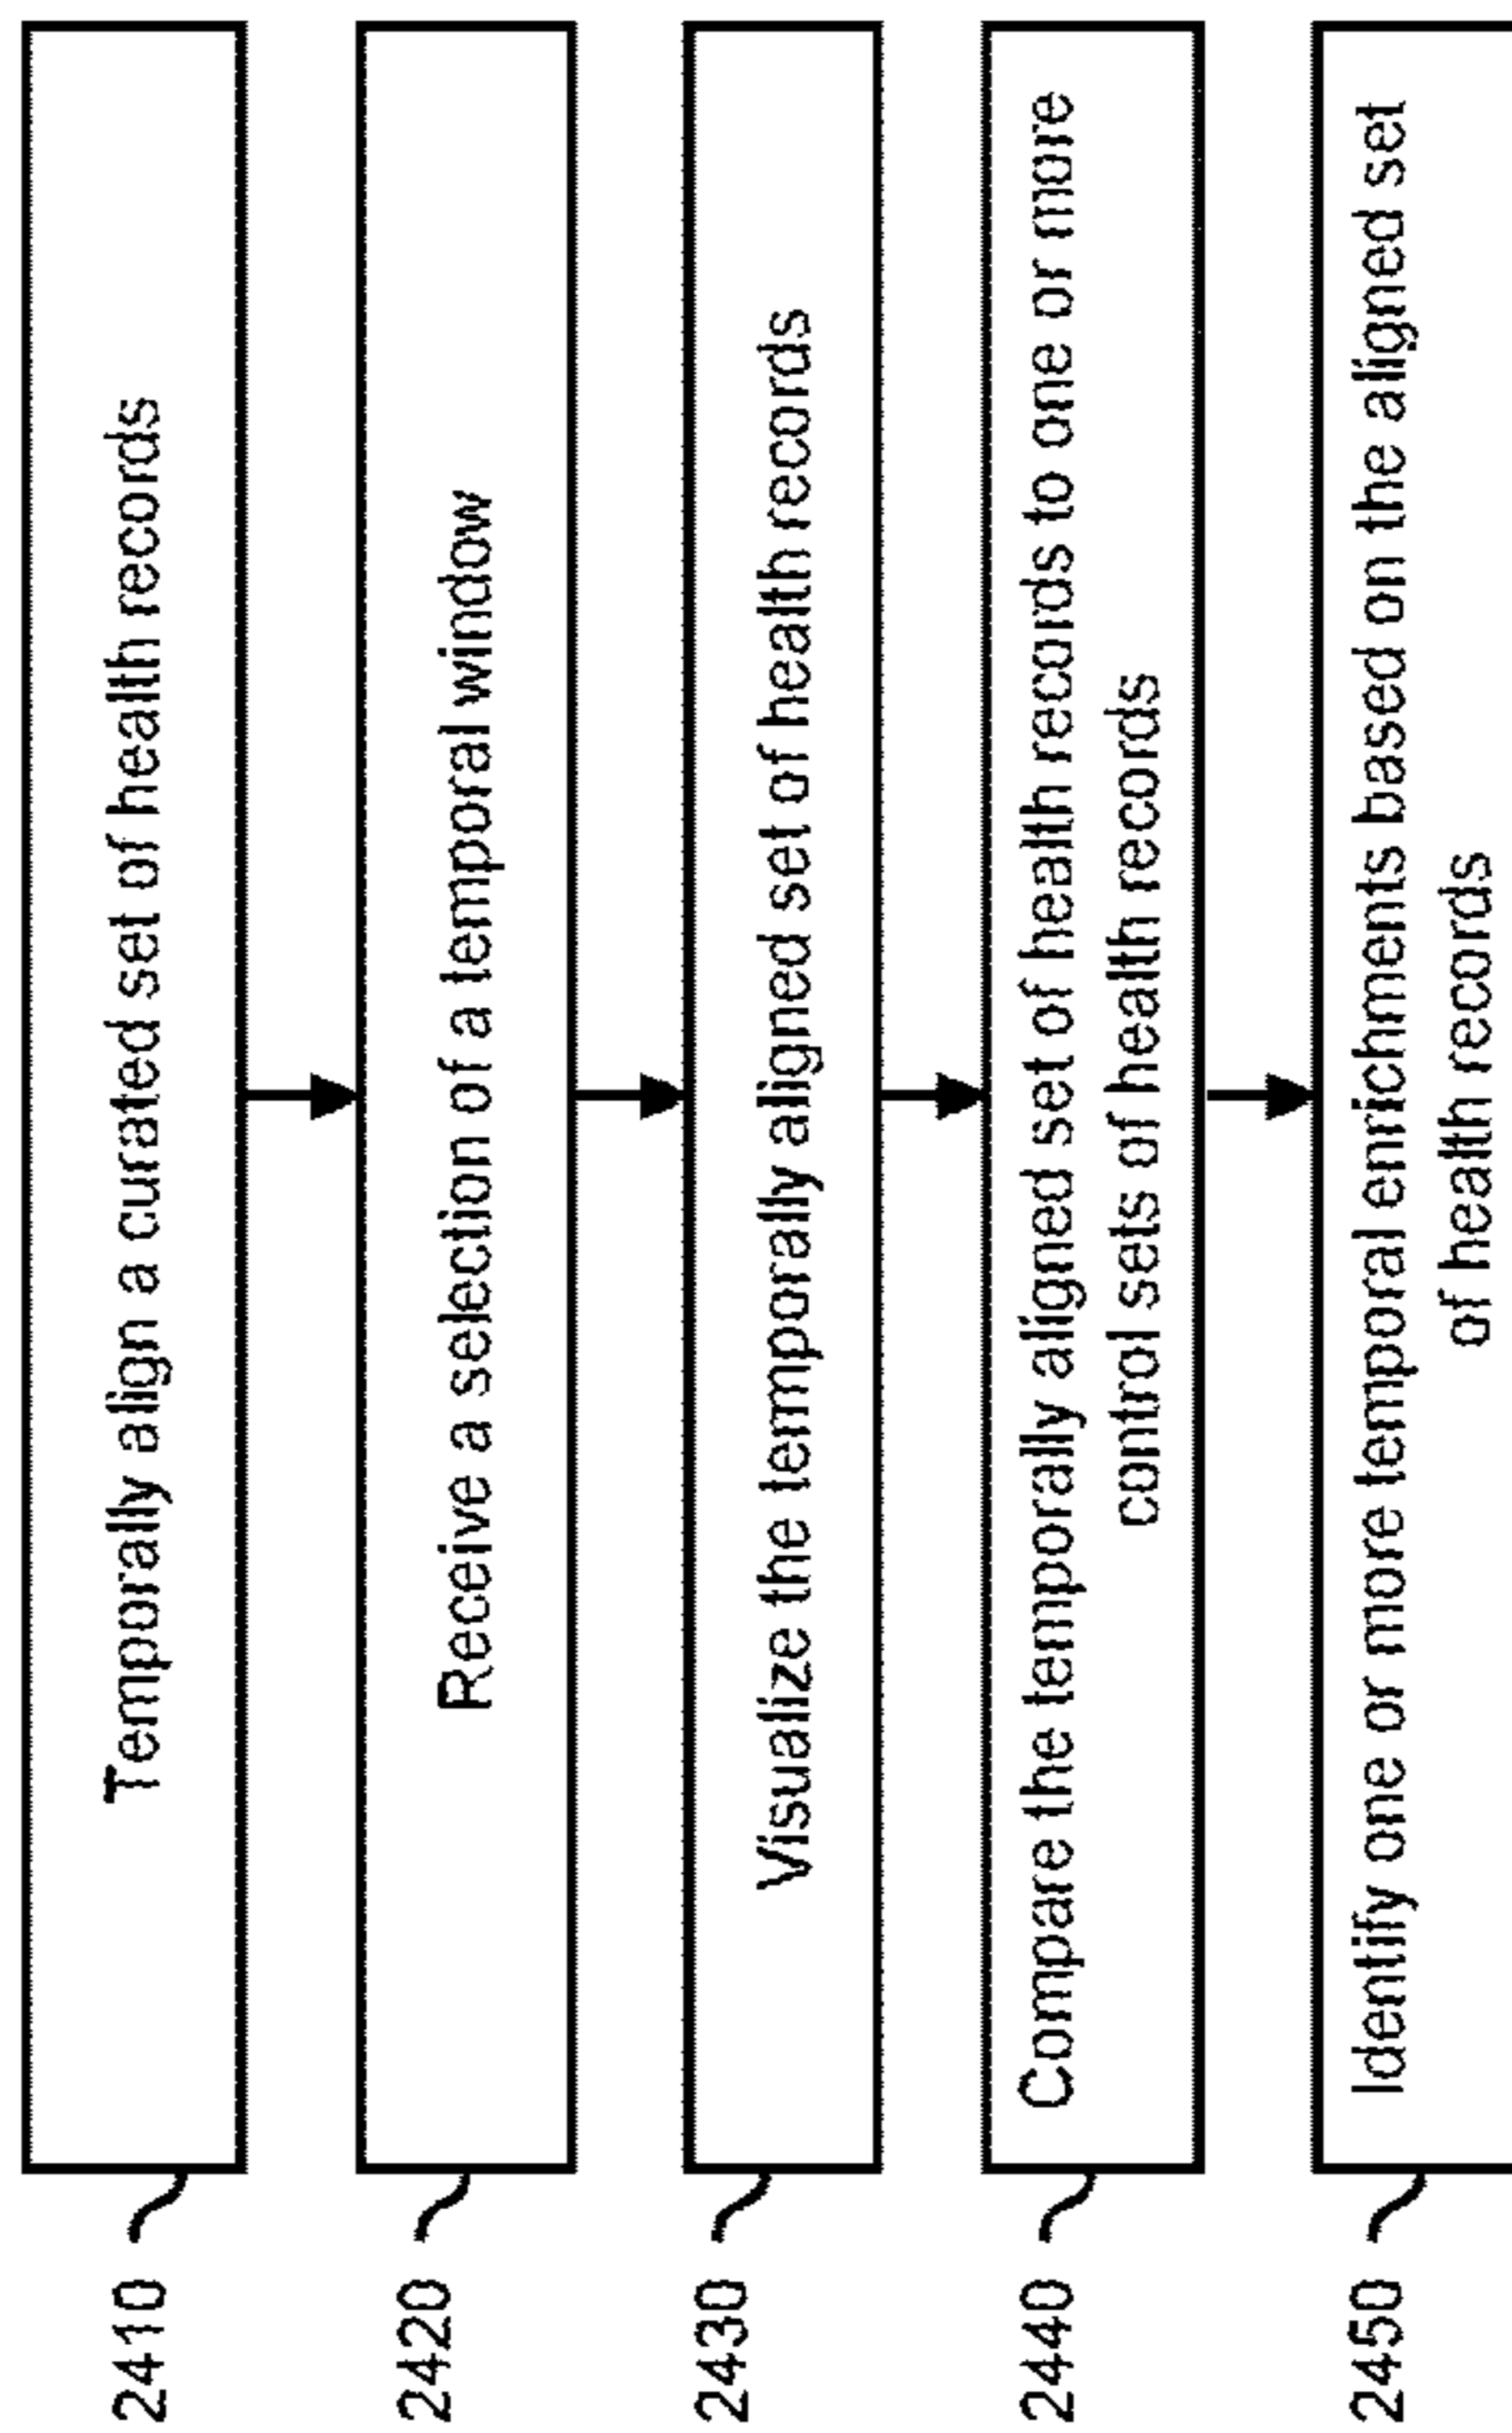 2410
Temporally align a curated set of health records
2420
Receive a selection of a temporal window
2430
Visualize the temporally aligned set of health records
2440
Compare the temporally aligned set of health records to one or more
control sets of health records
2450
Identify one or more temporal enrichments based on the aligned set
of health records